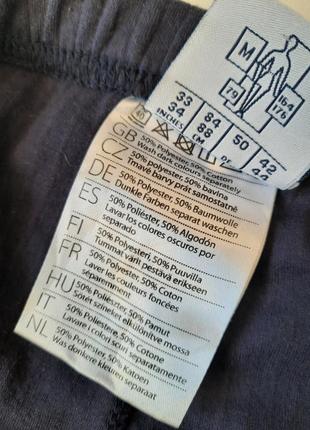 M
164
176
79
33 84 50 42
34 88
INCHES CM DE
40
GB 50% Polyester, 50% Cotton
Wash dark colours separately
CZ 50% Polyester, 50% bavlna
Tmavé barvy prát samostatně
DE 50% Polyester, 50% Baumwolle
Dunkle Farben separat waschen
ES 50% Poliéster, 50% Algodón
Lavar los colores oscuros por
separado
FI 50% Polyesteri, 50% Puuvilla
Tummat värit pestävä erikseen
FR 50% Polyester, 50% Coton
Laver les couleurs foncées
séparement
HU 50% Poliészter, 50% Pamut
Sötét színeket elkülönítve mossa
IT 50% Poliestere, 50% Cotone
Lavare i colori scuri separatamente
NL 50% Polyester, 50% Katoen
Was donkere kleuren separaat